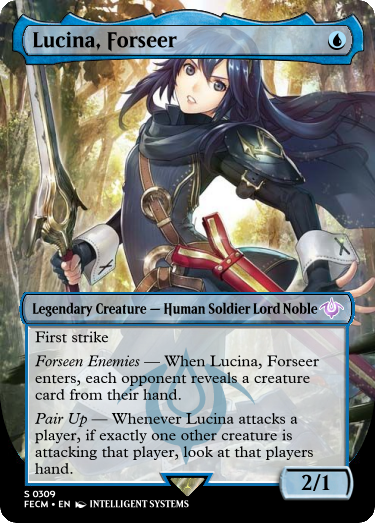 Lucina, Forseer
Legendary Creature — Human Soldier Lord Noble
First strike
Forseen Enemies — When Lucina, Forseer
enters, each opponent reveals a creature
card from their hand.
Pair Up — Whenever Lucina attacks a
player, if exactly one other creature is
attacking that player, look at that players
hand.
2/1
S 0309
FECM • EN INTELLIGENT SYSTEMS